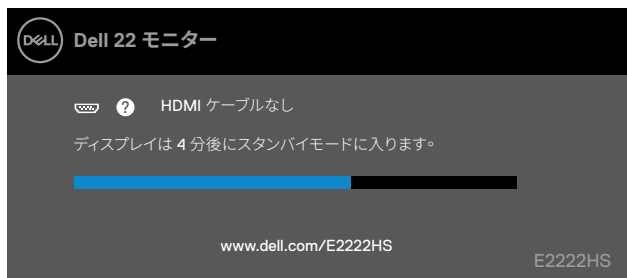 DELL Dell 22 モニター
? HDMI ケーブルなし
ディスプレイは 4 分後にスタンバイモードに入ります。
www.dell.com/E2222HS
E2222HS